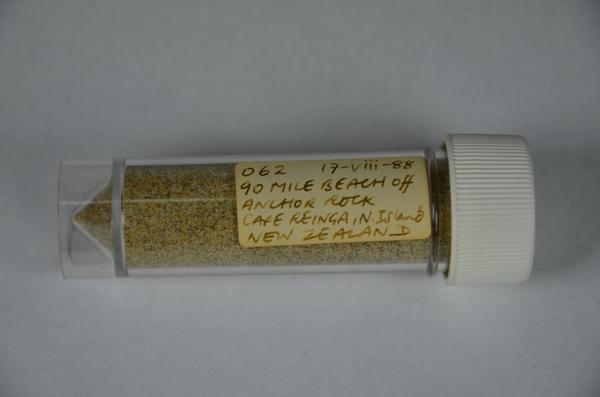 062 17-viii-88
90 MILE BEACH off
ANCHOR ROCK
CAPE REINGA N. Island
NEW ZEALAND